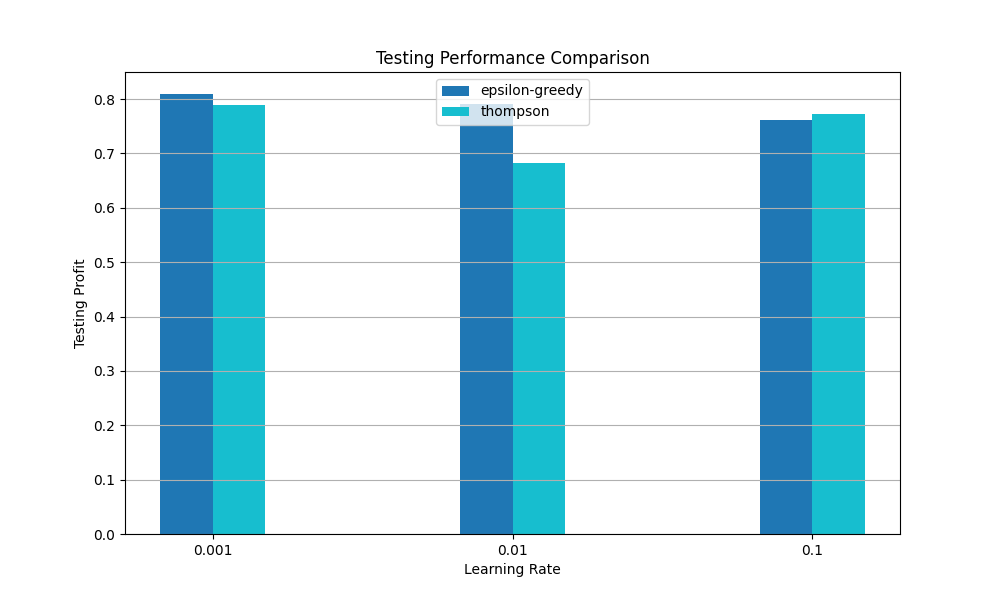 Testing Performance Comparison
epsilon-greedy
thompson
Testing Profit
0.8
0.7
0.6
0.5
0.4
0.3
0.2
0.1
0.0
0.001 0.01 0.1
Learning Rate